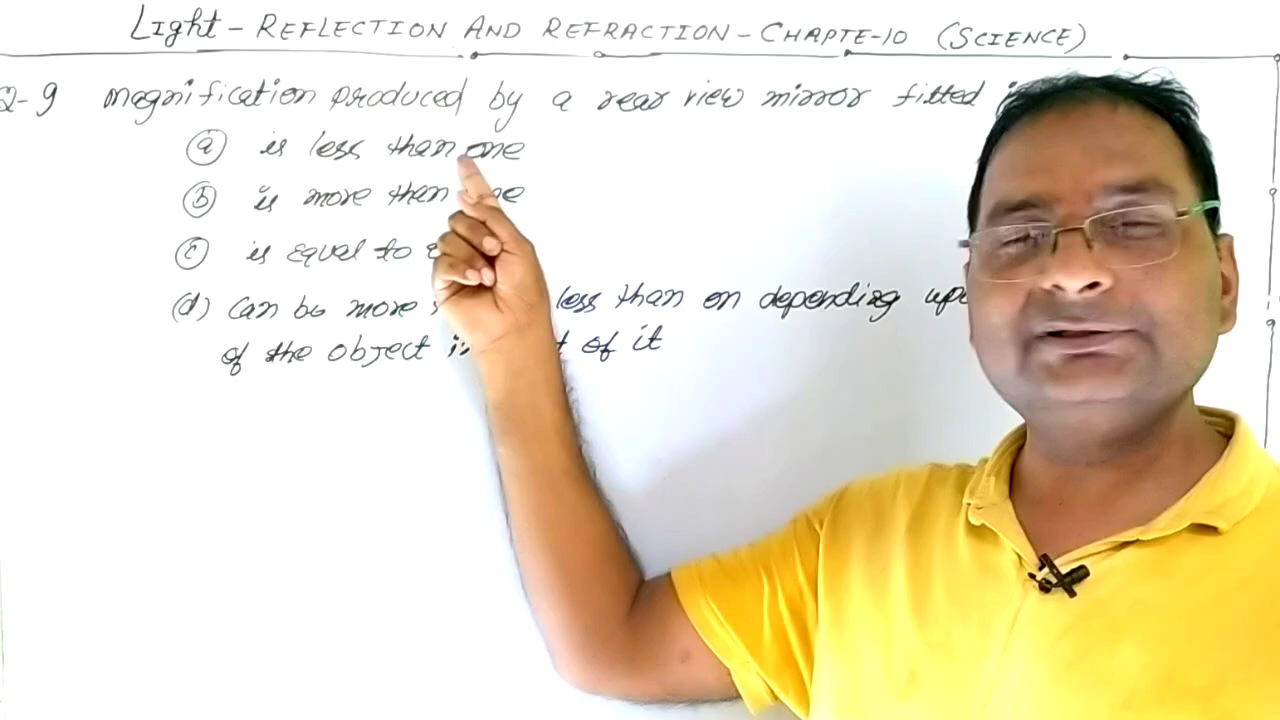 Light – REFLECTION AND REFRACTION – CHAPTE-10 (SCIENCE)
Q-9 Magnification produced by a rear view mirror fitted
(a) is less than one
(b) is more than
(c) is equal to
(d) can be more less than on depending
of the object of it